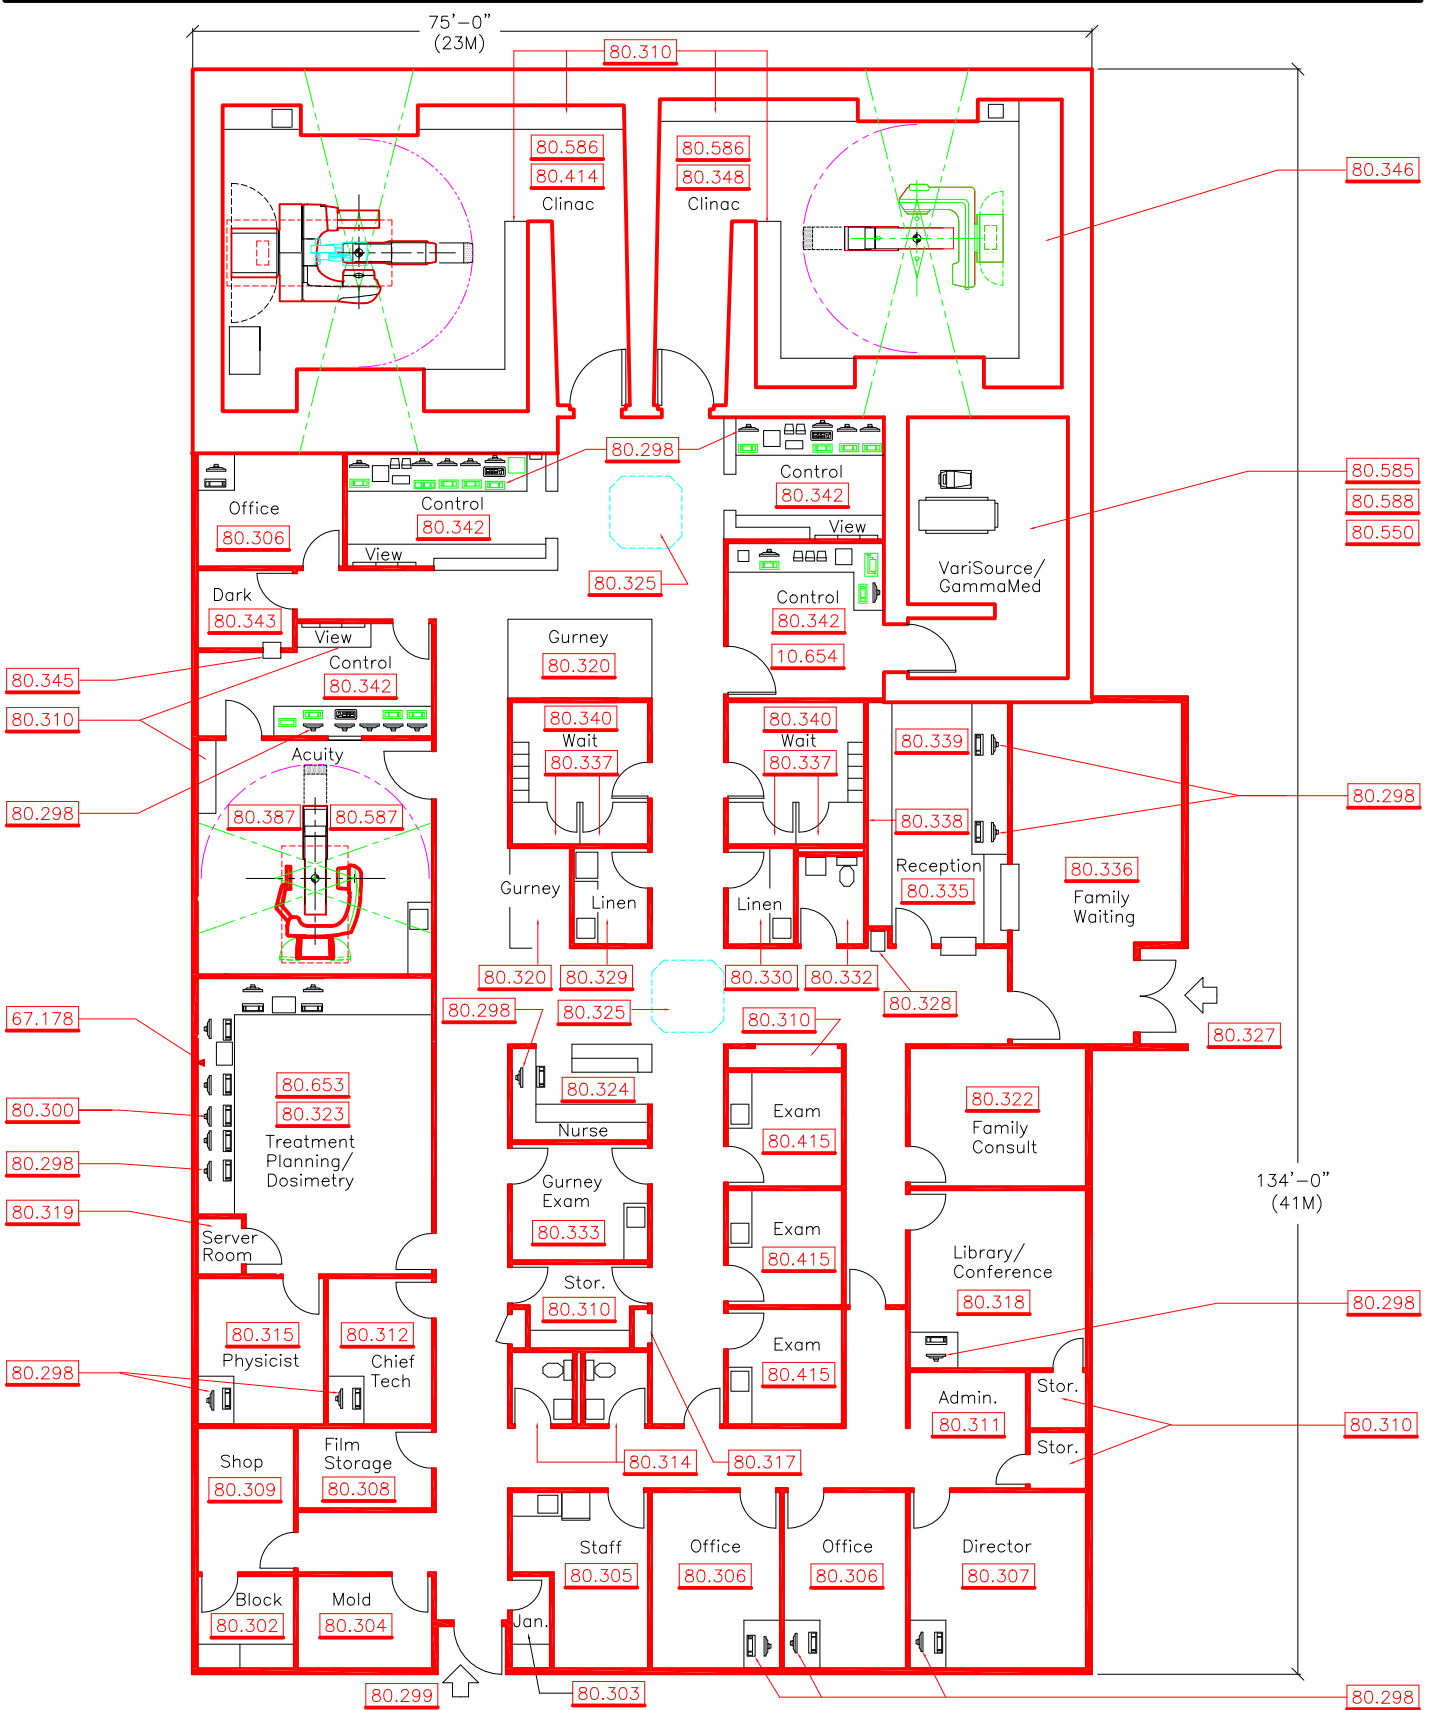 75'-0"
(23M)
80.310
80.586
80.414
Clinac
80.586
80.348
Clinac
80.346
80.298
Control
80.342
View
Office
80.306
Control
80.342
View
80.585
80.588
80.550
80.325
VariSource/
GammaMed
Dark
80.343
View
Control
80.342
10.654
Gurney
80.320
Control
80.342
80.345
80.310
80.340
Wait
80.337
80.340
Wait
80.337
80.339
80.298
Acuity
80.387
80.587
80.298
80.338
Reception
80.335
80.336
Family
Waiting
Gurney
Linen
Linen
80.320
80.329
80.330
80.332
80.328
80.298
80.325
80.310
80.327
67.178
80.653
80.323
Treatment
Planning/
Dosimetry
80.300
80.298
80.324
Nurse
Exam
80.415
80.322
Family
Consult
134'-0"
(41M)
Gurney
Exam
80.333
80.319
Server
Room
Exam
80.415
Library/
Conference
80.318
80.298
Stor.
80.310
80.315
Physicist
80.312
Chief
Tech
80.298
Exam
80.415
Stor.
Admin.
80.311
80.310
Stor.
Film
Storage
80.308
Shop
80.309
80.314
80.317
Staff
80.305
Office
80.306
Office
80.306
Director
80.307
Block
80.302
Mold
80.304
Jan.
80.299
80.303
80.298